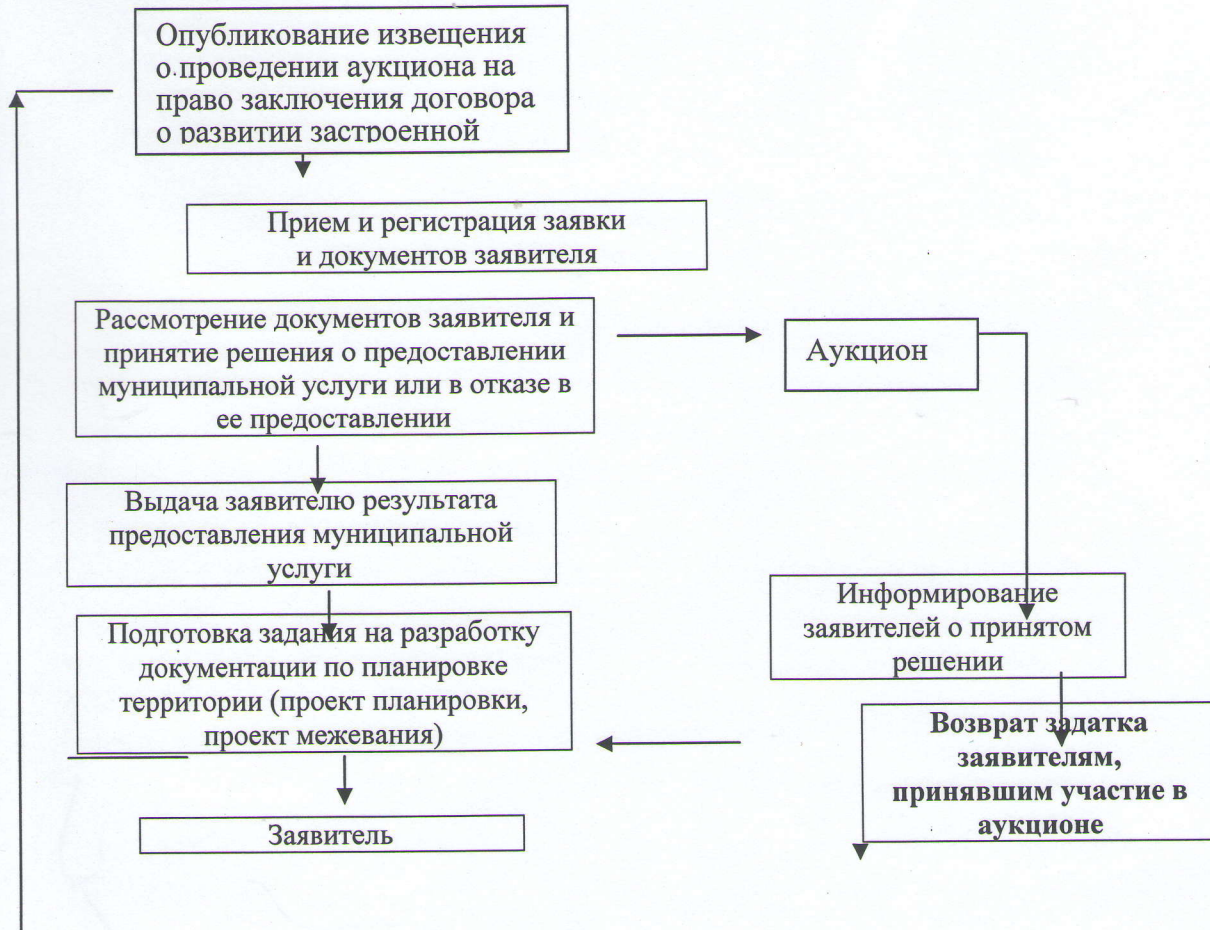 Опубликование извещения
о проведении аукциона на
право заключения договора
о развитии застроенной
Прием и регистрация заявки
и документов заявителя
Рассмотрение документов заявителя и
принятие решения о предоставлении
муниципальной услуги или в отказе в
ее предоставлении
Аукцион
Выдача заявителю результата
предоставления муниципальной
услуги
Информирование
заявителей о принятом
решении
Подготовка задания на разработку
документации по планировке
территории (проект планировки,
проект межевания)
Возврат задатка
заявителям,
принявшим участие в
аукционе
Заявитель